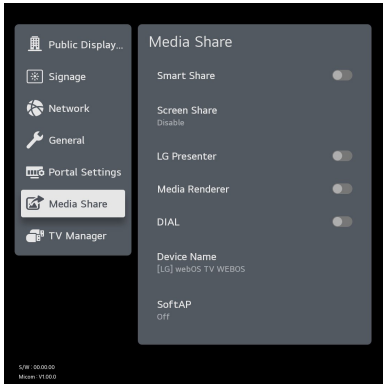 Public Display...
Signage
Network
General
Portal Settings
Media Share
TV Manager
Media Share
Smart Share
Screen Share
Disable
LG Presenter
Media Renderer
DIAL
Device Name
[LG] webOS TV WEBOS
SoftAP
Off
S/W : 00.00.00
Micom : V1.00.0